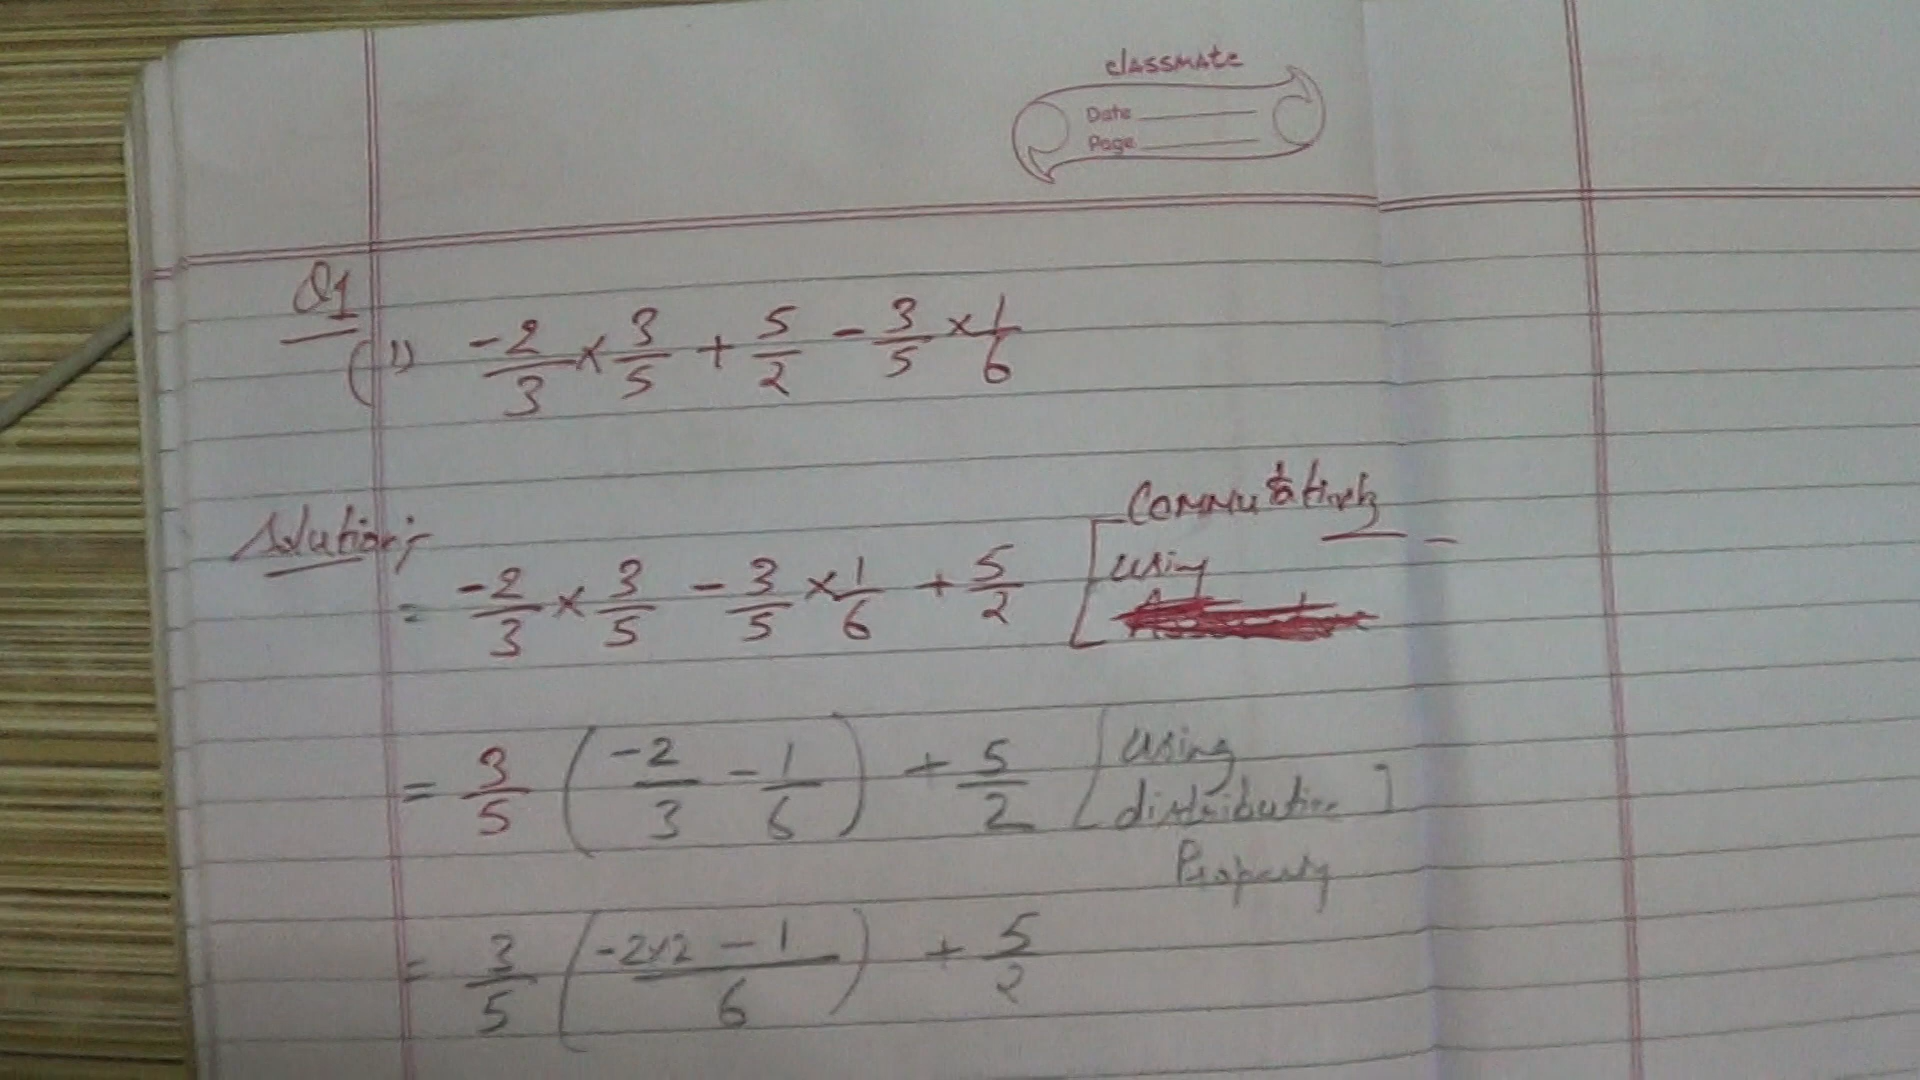 classmate
Date
Page
Q1
(1) -2/3 × 3/5 + 5/2 - 3/5 × 1/6
Solution:-
Commutativity
= -2/3 × 3/5 - 3/5 × 1/6 + 5/2 [using
= 3/5 (-2/3 - 1/6) + 5/2 [using
distributive]
Property
= 3/5 (-2×2 - 1/6) + 5/2